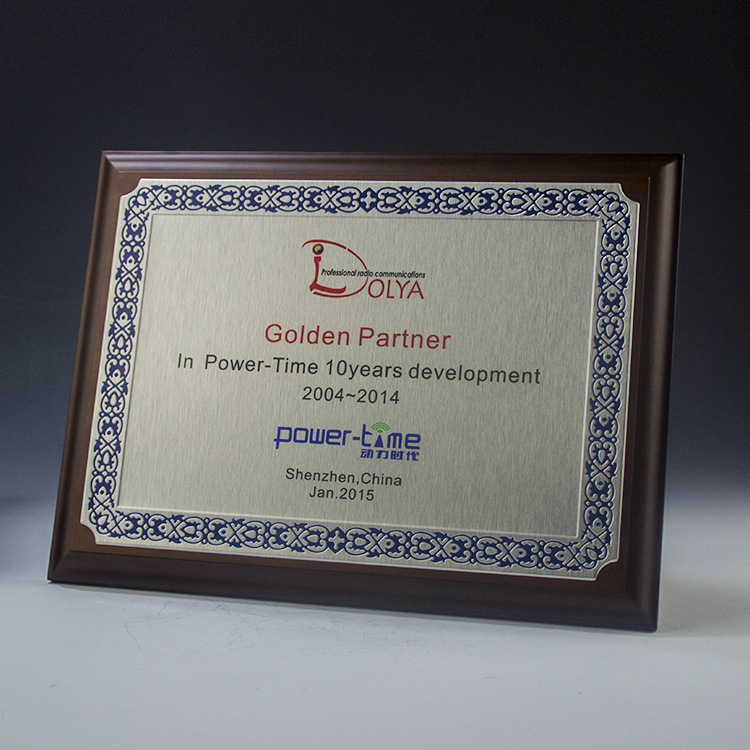 Professional radio communications
DOLYA
Golden Partner
In Power-Time 10years development
2004~2014
power-time
动力时代
Shenzhen,China
Jan.2015